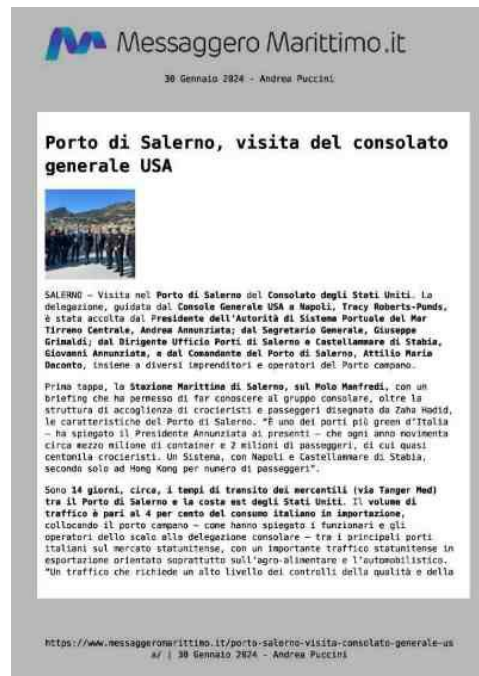 Messaggero Marittimo.it
30 Gennaio 2024 - Andrea Puccini
Porto di Salerno, visita del consolato
generale USA
SALERNO – Visita nel Porto di Salerno del Consolato degli Stati Uniti. La
delegazione, guidata dal Console Generale USA a Napoli, Tracy Roberts-Punds,
è stata accolta dal Presidente dell'Autorità di Sistema Portuale del Mar
Tirreno Centrale, Andrea Annunziata; dal Segretario Generale, Giuseppe
Grimaldi; dal Dirigente Ufficio Porti di Salerno e Castellammare di Stabia,
Giovanni Annunziata, e dal Comandante del Porto di Salerno, Attilio Maria
Daconto, insieme a diversi imprenditori e operatori del Porto campano.
Prima tappa, la Stazione Marittima di Salerno, sul Molo Manfredi, con un
briefing che ha permesso di far conoscere al gruppo consolare, oltre la
struttura di accoglienza di crocieristi e passeggeri disegnata da Zaha Hadid,
le caratteristiche del Porto di Salerno. "È uno dei porti più green d'Italia
– ha spiegato il Presidente Annunziata ai presenti – che ogni anno movimenta
circa mezzo milione di container e 2 milioni di passeggeri, di cui quasi
centomila crocieristi. Un Sistema, con Napoli e Castellammare di Stabia,
secondo solo ad Hong Kong per numero di passeggeri".
Sono 14 giorni, circa, i tempi di transito dei mercantili (via Tanger Med)
tra il Porto di Salerno e la costa est degli Stati Uniti. Il volume di
traffico è pari al 4 per cento del consumo italiano in importazione,
collocando il porto campano – come hanno spiegato i funzionari e gli
operatori dello scalo alla delegazione consolare – tra i principali porti
italiani sul mercato statunitense, con un importante traffico statunitense in
esportazione orientato soprattutto sull'agro-alimentare e l'automobilistico.
"Un traffico che richiede un alto livello dei controlli della qualità e della
https://www.messaggeromarittimo.it/porto-salerno-visita-consolato-generale-us
a/ | 30 Gennaio 2024 - Andrea Puccini